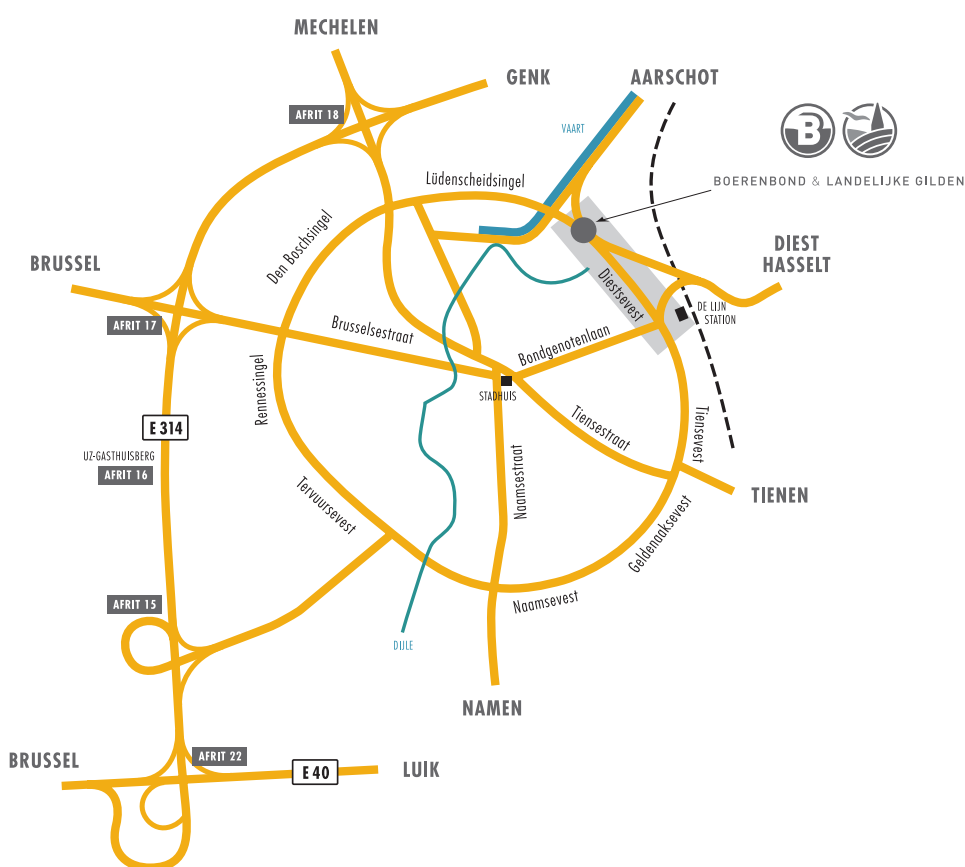 MECHELEN
GENK
AARSCHOT
AFRIT 18
VAART
B
BOERENBOND & LANDELIJKE GILDEN
Lüdenscheidsingel
Den Boschsingel
BRUSSEL
DIEST
HASSELT
Diestsevest
AFRIT 17
DE LIJN
STATION
Brusselsestraat
Bondgenotenlaan
Rennessingel
STADHUIS
Tiensestraat
Tiensevest
E 314
UZ-GASTHUISBERG
AFRIT 16
Naamsestraat
TIENEN
Tervuursevest
Geldenaaksevest
AFRIT 15
Naamsevest
DIJLE
NAMEN
BRUSSEL
AFRIT 22
E 40
LUIK